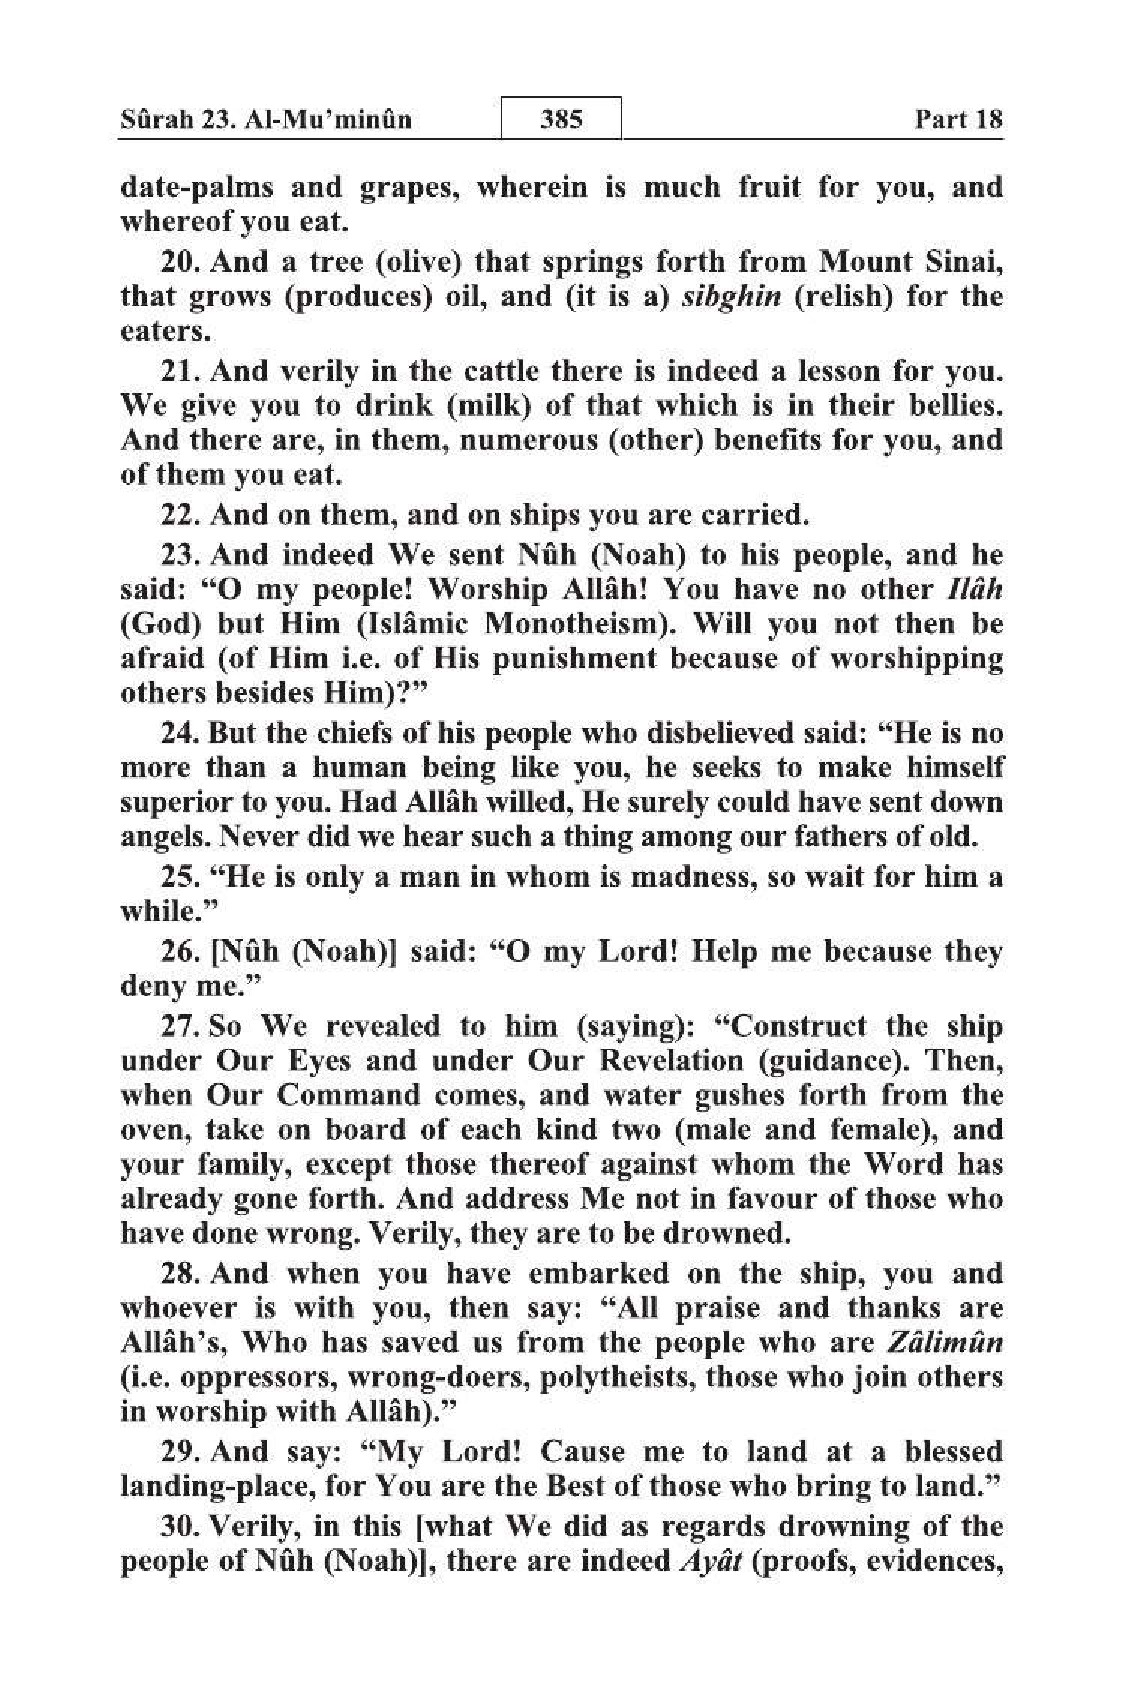 Sûrah 23. Al-Mu’minûn 385 Part 18
date-palms and grapes, wherein is much fruit for you, and
whereof you eat.
20. And a tree (olive) that springs forth from Mount Sinai,
that grows (produces) oil, and (it is a) sibghin (relish) for the
eaters.
21. And verily in the cattle there is indeed a lesson for you.
We give you to drink (milk) of that which is in their bellies.
And there are, in them, numerous (other) benefits for you, and
of them you eat.
22. And on them, and on ships you are carried.
23. And indeed We sent Nûh (Noah) to his people, and he
said: “O my people! Worship Allâh! You have no other Ilâh
(God) but Him (Islâmic Monotheism). Will you not then be
afraid (of Him i.e. of His punishment because of worshipping
others besides Him)?”
24. But the chiefs of his people who disbelieved said: “He is no
more than a human being like you, he seeks to make himself
superior to you. Had Allâh willed, He surely could have sent down
angels. Never did we hear such a thing among our fathers of old.
25. “He is only a man in whom is madness, so wait for him a
while.”
26. [Nûh (Noah)] said: “O my Lord! Help me because they
deny me.”
27. So We revealed to him (saying): “Construct the ship
under Our Eyes and under Our Revelation (guidance). Then,
when Our Command comes, and water gushes forth from the
oven, take on board of each kind two (male and female), and
your family, except those thereof against whom the Word has
already gone forth. And address Me not in favour of those who
have done wrong. Verily, they are to be drowned.
28. And when you have embarked on the ship, you and
whoever is with you, then say: “All praise and thanks are
Allâh’s, Who has saved us from the people who are Zâlimûn
(i.e. oppressors, wrong-doers, polytheists, those who join others
in worship with Allâh).”
29. And say: “My Lord! Cause me to land at a blessed
landing-place, for You are the Best of those who bring to land.”
30. Verily, in this [what We did as regards drowning of the
people of Nûh (Noah)], there are indeed Ayât (proofs, evidences,